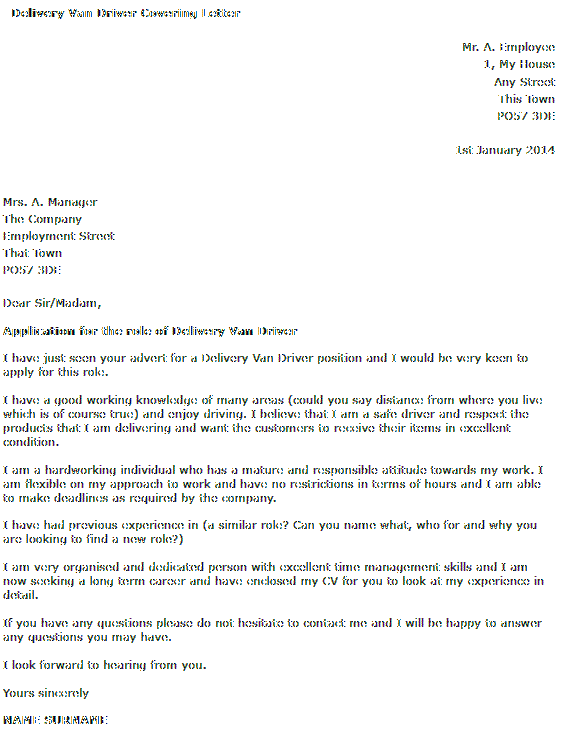 Delivery Van Driver Covering Letter
Mr. A. Employee
1, My House
Any Street
This Town
PO57 3DE
1st January 2014
Mrs. A. Manager
The Company
Employment Street
That Town
PO57 3DE
Dear Sir/Madam,
Application for the role of Delivery Van Driver
I have just seen your advert for a Delivery Van Driver position and I would be very keen to
apply for this role.
I have a good working knowledge of many areas (could you say distance from where you live
which is of course true) and enjoy driving. I believe that I am a safe driver and respect the
products that I am delivering and want the customers to receive their items in excellent
condition.
I am a hardworking individual who has a mature and responsible attitude towards my work. I
am flexible on my approach to work and have no restrictions in terms of hours and I am able
to make deadlines as required by the company.
I have had previous experience in (a similar role? Can you name what, who for and why you
are looking to find a new role?)
I am very organised and dedicated person with excellent time management skills and I am
now seeking a long term career and have enclosed my CV for you to look at my experience in
detail.
If you have any questions please do not hesitate to contact me and I will be happy to answer
any questions you may have.
I look forward to hearing from you.
Yours sincerely
NAME SURNAME